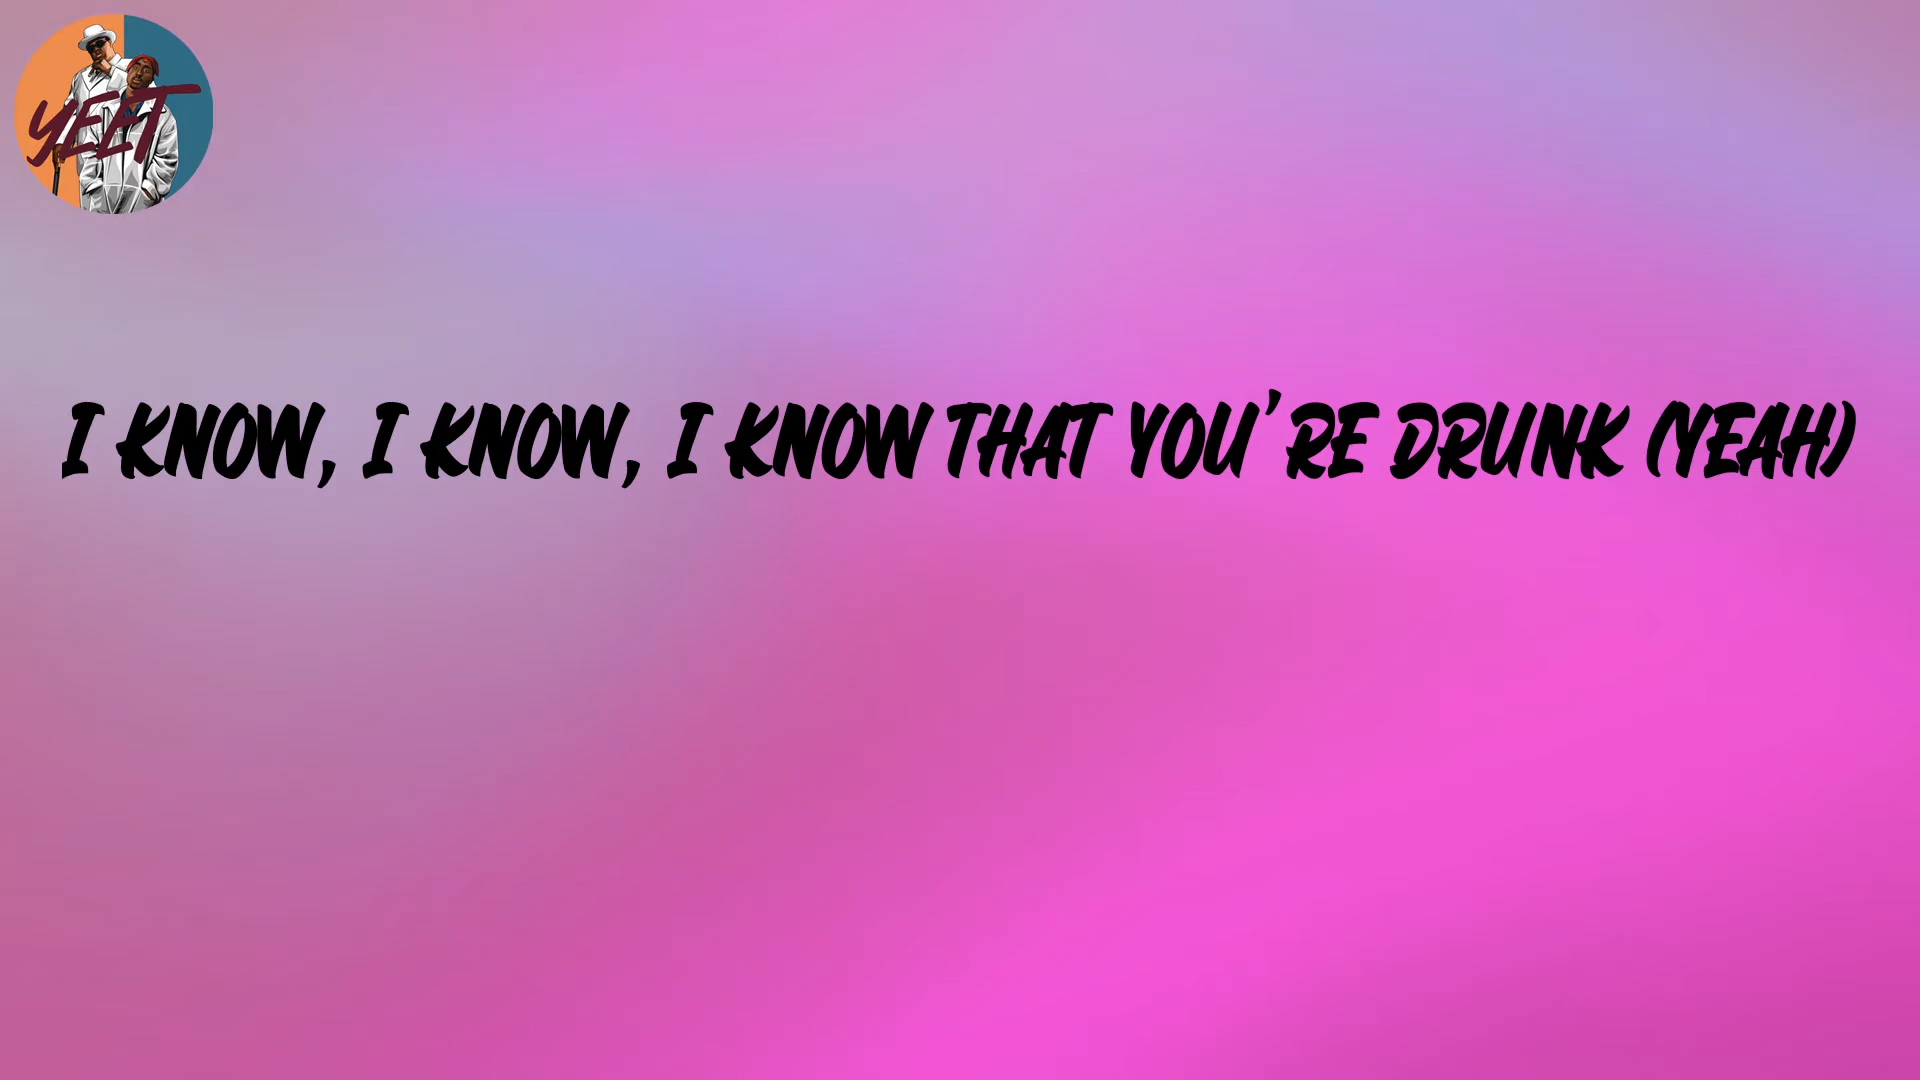 YEET
I KNOW, I KNOW, I KNOW THAT YOU'RE DRUNK (YEAH)